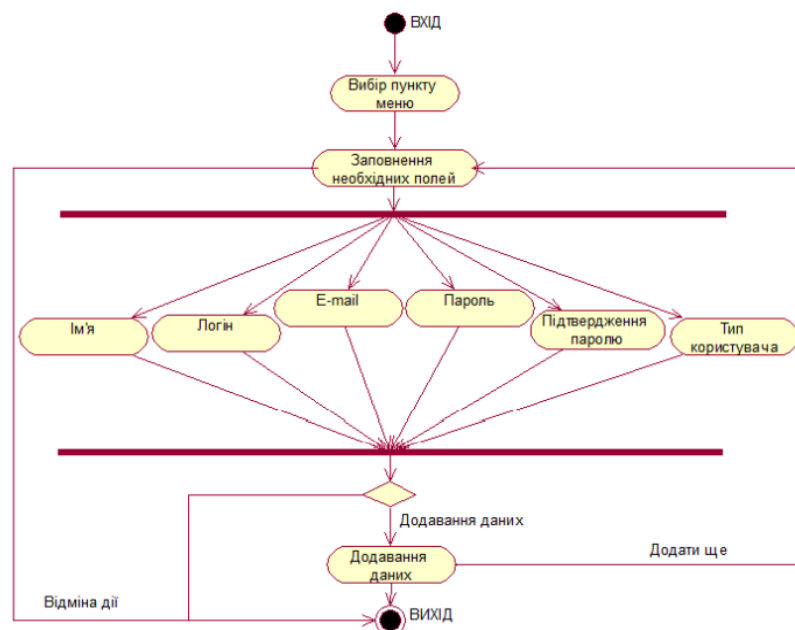 ВХІД
Вибір пункту
меню
Заповнення
необхідних полей
Ім'я
Логін
E-mail
Пароль
Підтвердження
паролю
Тип
користувача
Додавання даних
Додавання
даних
Додати ще
Відміна дії
ВИХІД